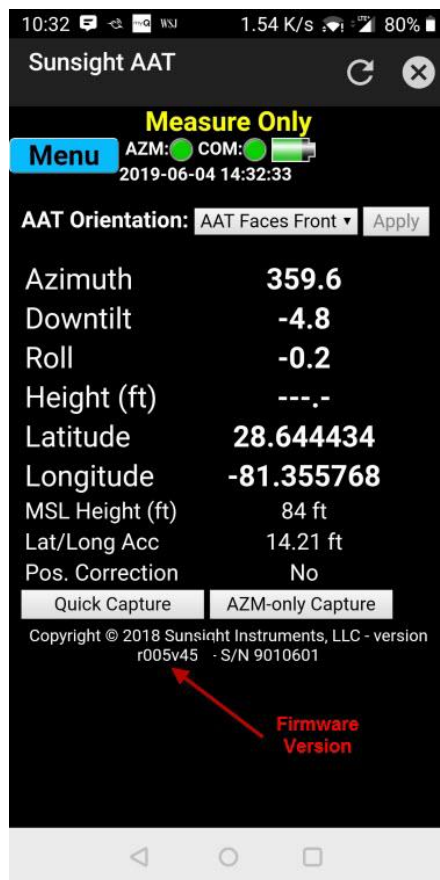 10:32 myQ WSJ 1.54 K/s LTE 80%
Sunsight AAT
Measure Only
Menu AZM: COM:
2019-06-04 14:32:33
AAT Orientation: AAT Faces Front Apply
Azimuth 359.6
Downtilt -4.8
Roll -0.2
Height (ft) ---.-
Latitude 28.644434
Longitude -81.355768
MSL Height (ft) 84 ft
Lat/Long Acc 14.21 ft
Pos. Correction No
Quick Capture AZM-only Capture
Copyright © 2018 Sunsight Instruments, LLC - version
r005v45 - S/N 9010601
Firmware
Version